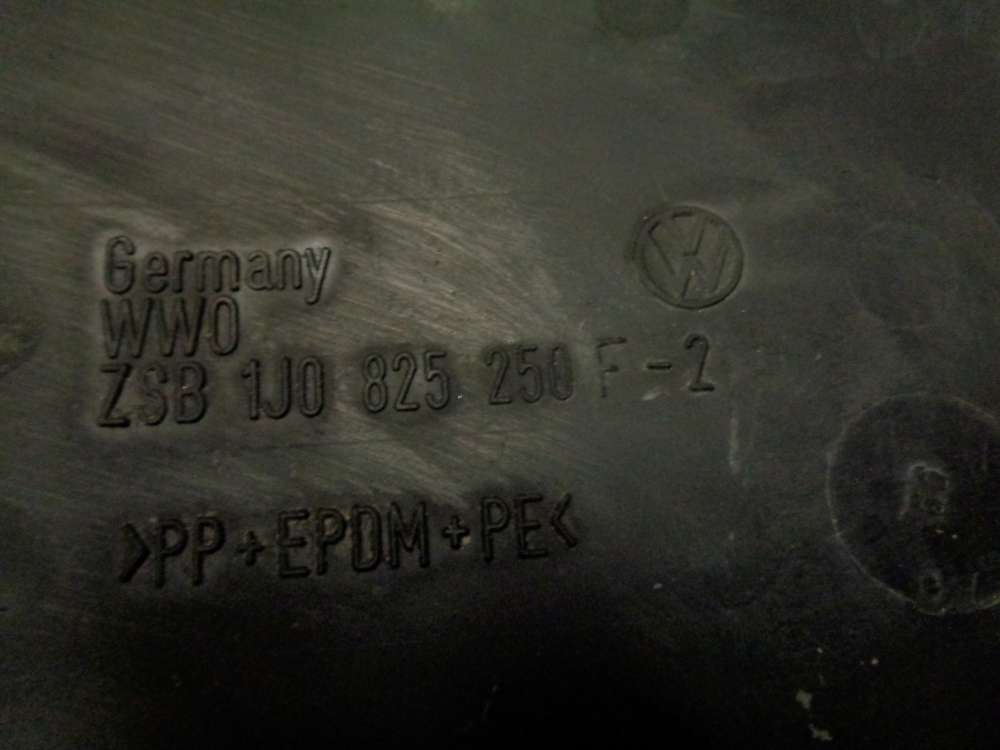 Germany
WWO
ZSB 1J0 825 250 F - 2
>PP+EPDM+PE<